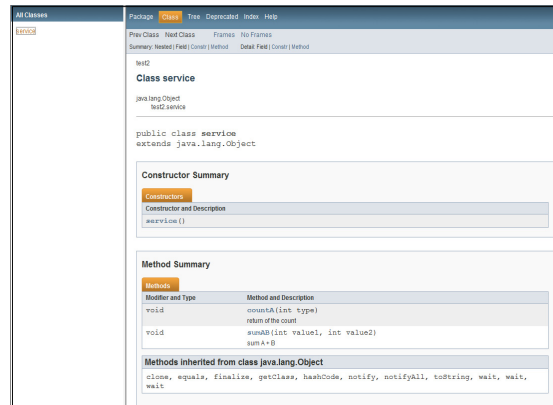 All Classes
service
Package Class Tree Deprecated Index Help
Prev Class Next Class Frames No Frames
Summary: Nested | Field | Constr | Method Detail: Field | Constr | Method
test2
Class service
java.lang.Object
test2.service
public class service
extends java.lang.Object
Constructor Summary
Constructors
Constructor and Description
service()
Method Summary
Methods
Modifier and Type Method and Description
void countA(int type)
return of the count
void sumAB(int value1, int value2)
sum A + B
Methods inherited from class java.lang.Object
clone, equals, finalize, getClass, hashCode, notify, notifyAll, toString, wait, wait,
wait